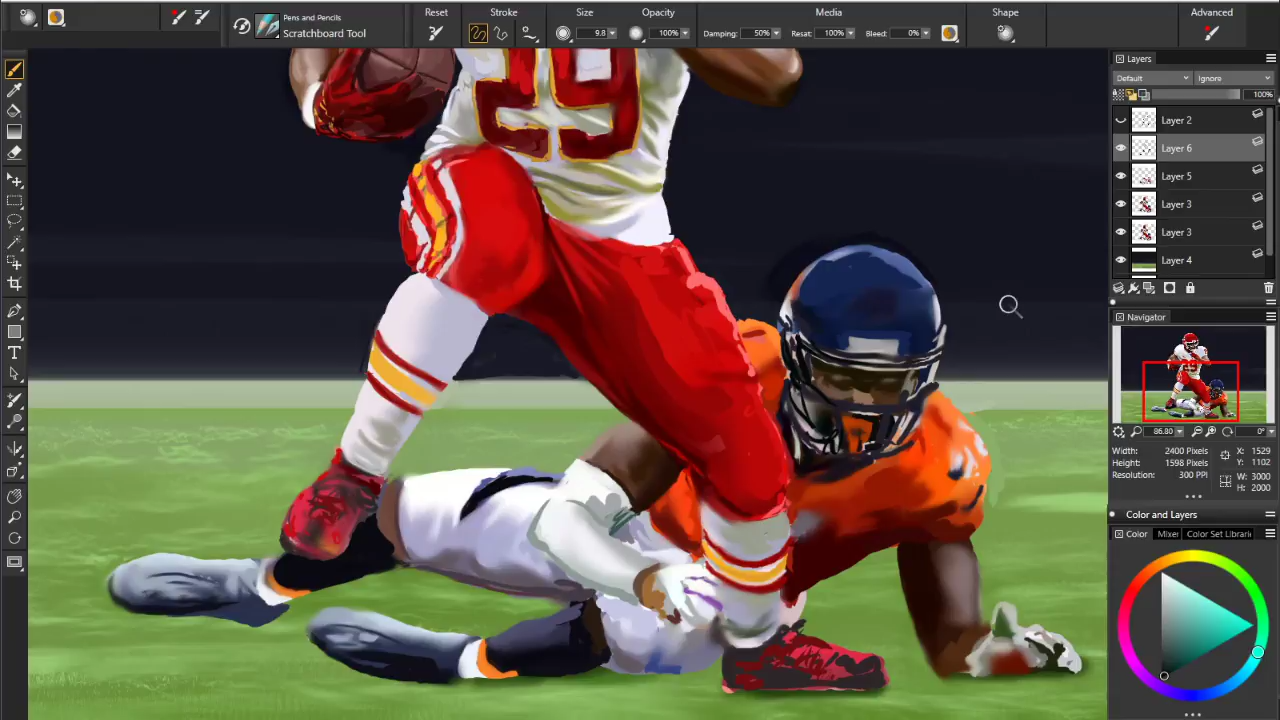 Pens and Pencils
Scratchboard Tool
Reset
Stroke
Size
9.8
Opacity
100%
Media
Damping: 50%
Resat: 100%
Bleed: 0%
Shape
Advanced
29
Layers
Default
Ignore
100%
Layer 2
Layer 6
Layer 5
Layer 3
Layer 3
Layer 4
Navigator
86.80
0°
Width: 2400 Pixels
Height: 1598 Pixels
Resolution: 300 PPI
X: 1529
Y: 1102
W: 3000
H: 2000
Color and Layers
Color
Mixe
Color Set Librari